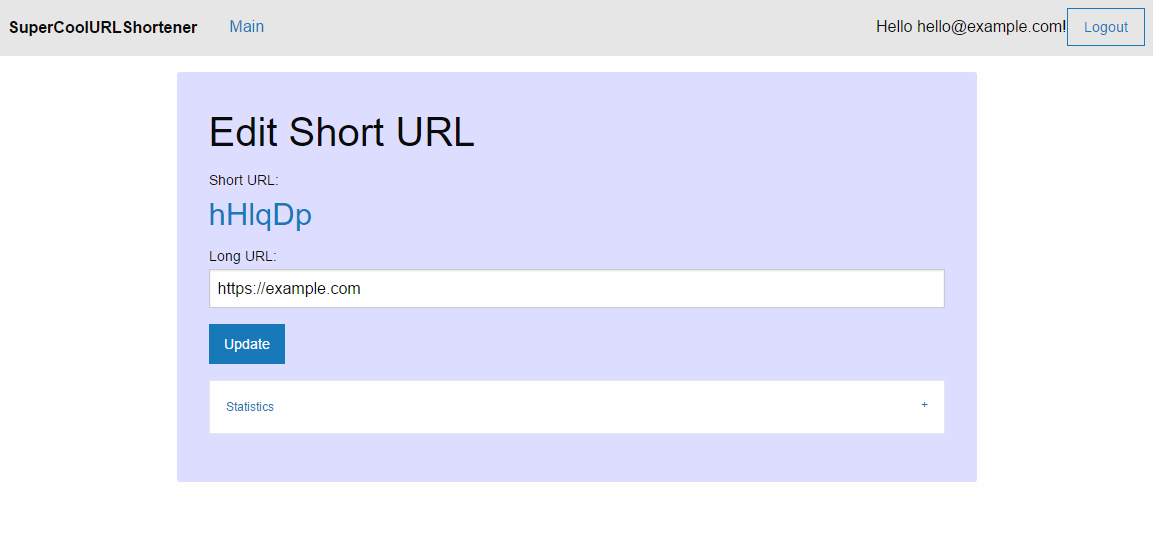 SuperCoolURLShortener Main Hello hello@example.com! Logout
Edit Short URL
Short URL:
hHlqDp
Long URL:
https://example.com
Update
Statistics +